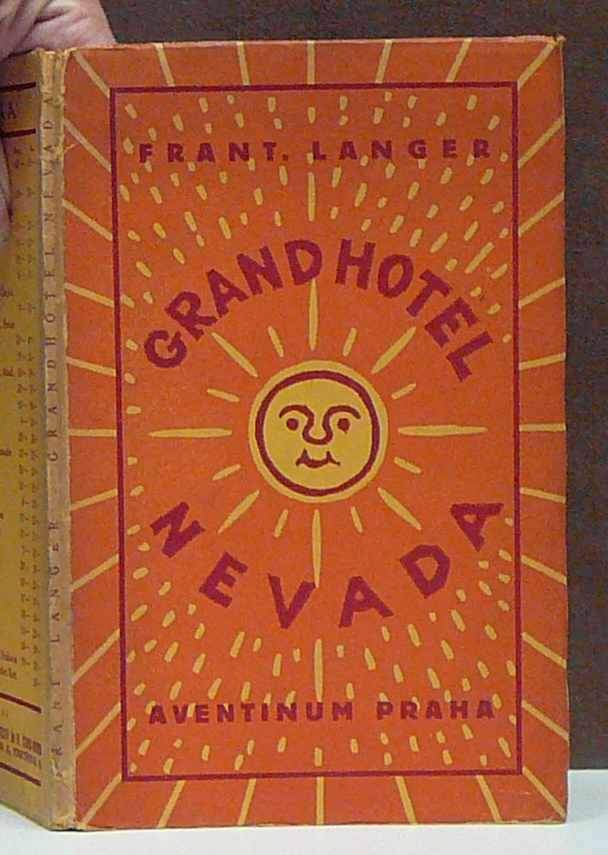 FRANT. LANGER
GRANDHOTEL
NEVADA
AVENTINUM PRAHA
FRANT. LANGER GRANDHOTEL NEVADA